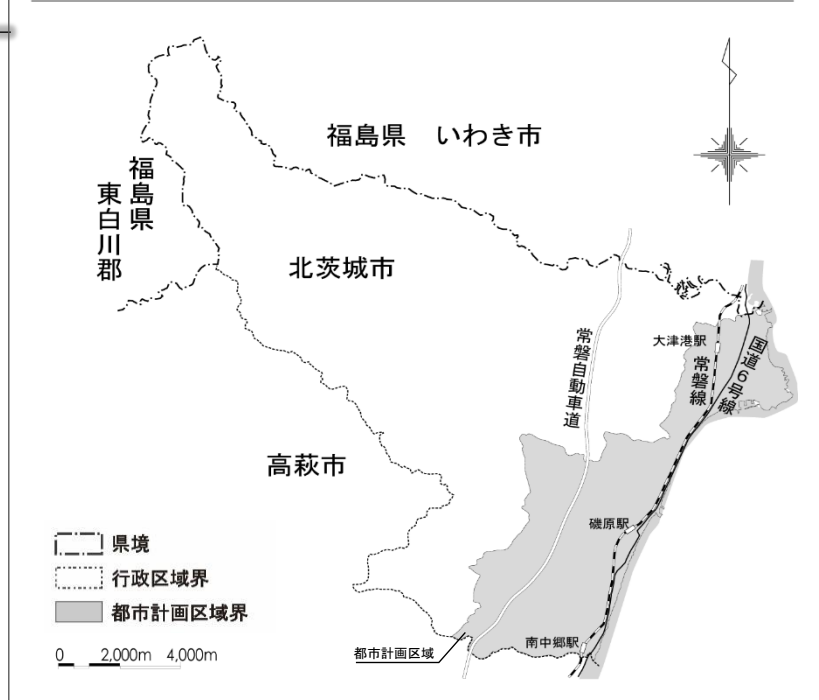 福島県 いわき市
福島県
東白川郡
北茨城市
大津港駅
国道6号線
常磐線
常磐自動車道
高萩市
磯原駅
県境
行政区域界
都市計画区域界
南中郷駅
都市計画区域
0 2,000m 4,000m